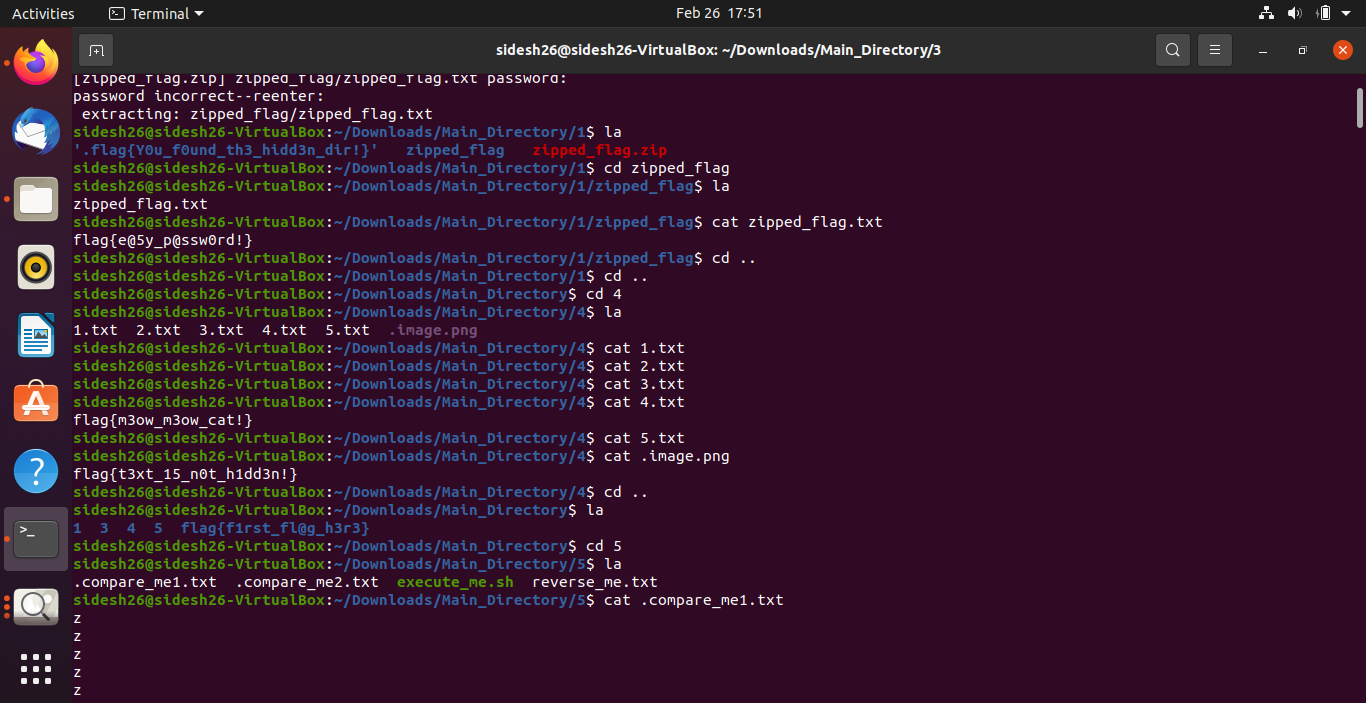 Activities Terminal Feb 26 17:51
sidesh26@sidesh26-VirtualBox: ~/Downloads/Main_Directory/3
[zipped_flag.zip] zipped_flag/zipped_flag.txt password:
password incorrect--reenter:
 extracting: zipped_flag/zipped_flag.txt
sidesh26@sidesh26-VirtualBox:~/Downloads/Main_Directory/1$ la
'.flag{Y0u_f0und_th3_hidd3n_dir!}'   zipped_flag   zipped_flag.zip
sidesh26@sidesh26-VirtualBox:~/Downloads/Main_Directory/1$ cd zipped_flag
sidesh26@sidesh26-VirtualBox:~/Downloads/Main_Directory/1/zipped_flag$ la
zipped_flag.txt
sidesh26@sidesh26-VirtualBox:~/Downloads/Main_Directory/1/zipped_flag$ cat zipped_flag.txt
flag{e@5y_p@ssw0rd!}
sidesh26@sidesh26-VirtualBox:~/Downloads/Main_Directory/1/zipped_flag$ cd ..
sidesh26@sidesh26-VirtualBox:~/Downloads/Main_Directory/1$ cd ..
sidesh26@sidesh26-VirtualBox:~/Downloads/Main_Directory$ cd 4
sidesh26@sidesh26-VirtualBox:~/Downloads/Main_Directory/4$ la
1.txt  2.txt  3.txt  4.txt  5.txt  .image.png
sidesh26@sidesh26-VirtualBox:~/Downloads/Main_Directory/4$ cat 1.txt
sidesh26@sidesh26-VirtualBox:~/Downloads/Main_Directory/4$ cat 2.txt
sidesh26@sidesh26-VirtualBox:~/Downloads/Main_Directory/4$ cat 3.txt
sidesh26@sidesh26-VirtualBox:~/Downloads/Main_Directory/4$ cat 4.txt
flag{m3ow_m3ow_cat!}
sidesh26@sidesh26-VirtualBox:~/Downloads/Main_Directory/4$ cat 5.txt
sidesh26@sidesh26-VirtualBox:~/Downloads/Main_Directory/4$ cat .image.png
flag{t3xt_15_n0t_h1dd3n!}
sidesh26@sidesh26-VirtualBox:~/Downloads/Main_Directory/4$ cd ..
sidesh26@sidesh26-VirtualBox:~/Downloads/Main_Directory$ la
1  3  4  5  flag{f1rst_fl@g_h3r3}
sidesh26@sidesh26-VirtualBox:~/Downloads/Main_Directory$ cd 5
sidesh26@sidesh26-VirtualBox:~/Downloads/Main_Directory/5$ la
.compare_me1.txt  .compare_me2.txt  execute_me.sh  reverse_me.txt
sidesh26@sidesh26-VirtualBox:~/Downloads/Main_Directory/5$ cat .compare_me1.txt
z
z
z
z
z